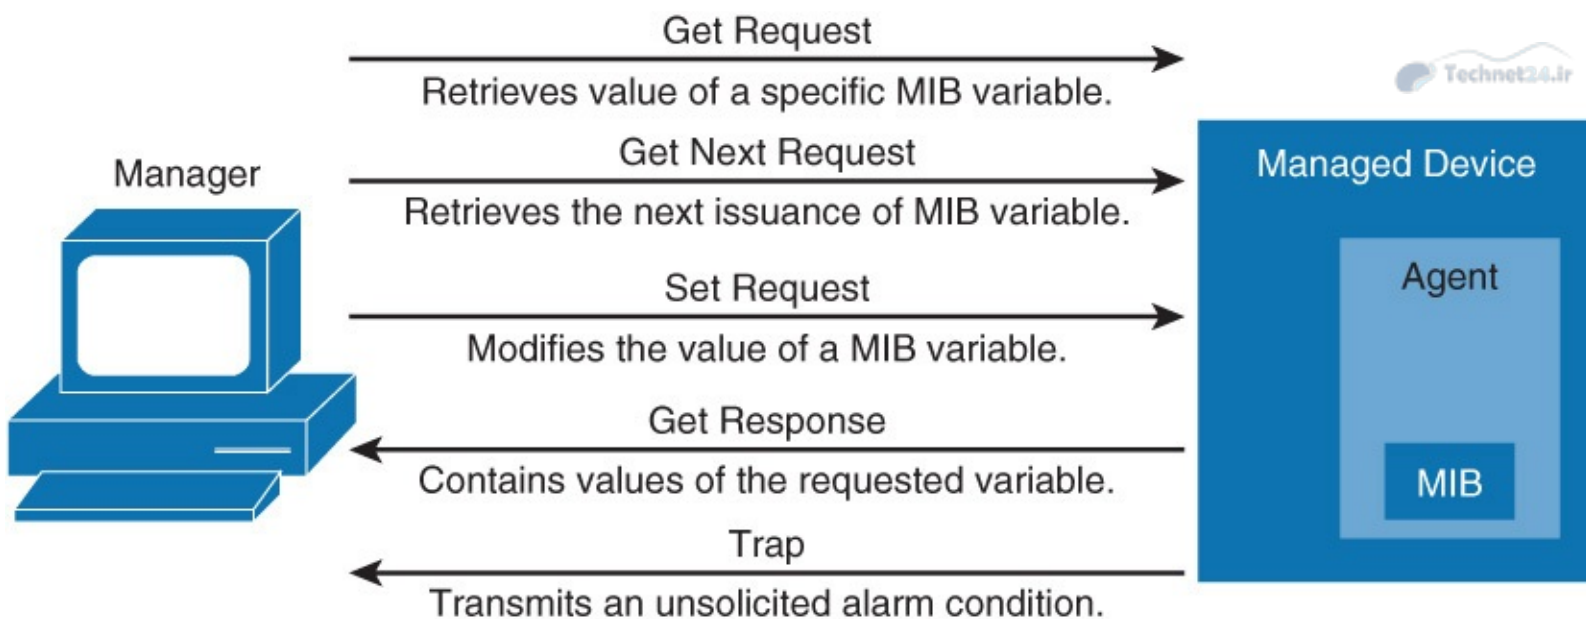 Get Request
Retrieves value of a specific MIB variable.
Technet24.ir
Manager
Get Next Request
Retrieves the next issuance of MIB variable.
Managed Device
Set Request
Modifies the value of a MIB variable.
Agent
Get Response
Contains values of the requested variable.
MIB
Trap
Transmits an unsolicited alarm condition.